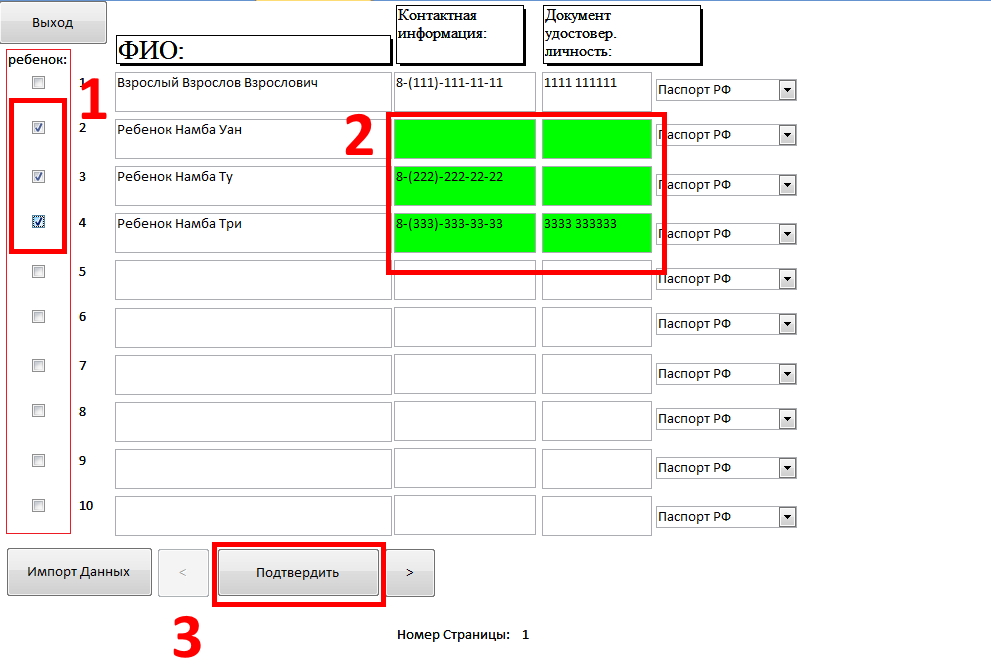 Выход
Контактная
информация:
Документ
удостовер.
личность:
ФИО:
ребенок:
1 Взрослый Взрослов Взрослович 8-(111)-111-11-11 1111 111111 Паспорт РФ
1
2 Ребенок Намба Уан Паспорт РФ
2
3 Ребенок Намба Ту 8-(222)-222-22-22 Паспорт РФ
4 Ребенок Намба Три 8-(333)-333-33-33 3333 333333 Паспорт РФ
5 Паспорт РФ
6 Паспорт РФ
7 Паспорт РФ
8 Паспорт РФ
9 Паспорт РФ
10 Паспорт РФ
Импорт Данных < Подтвердить >
3
Номер Страницы: 1